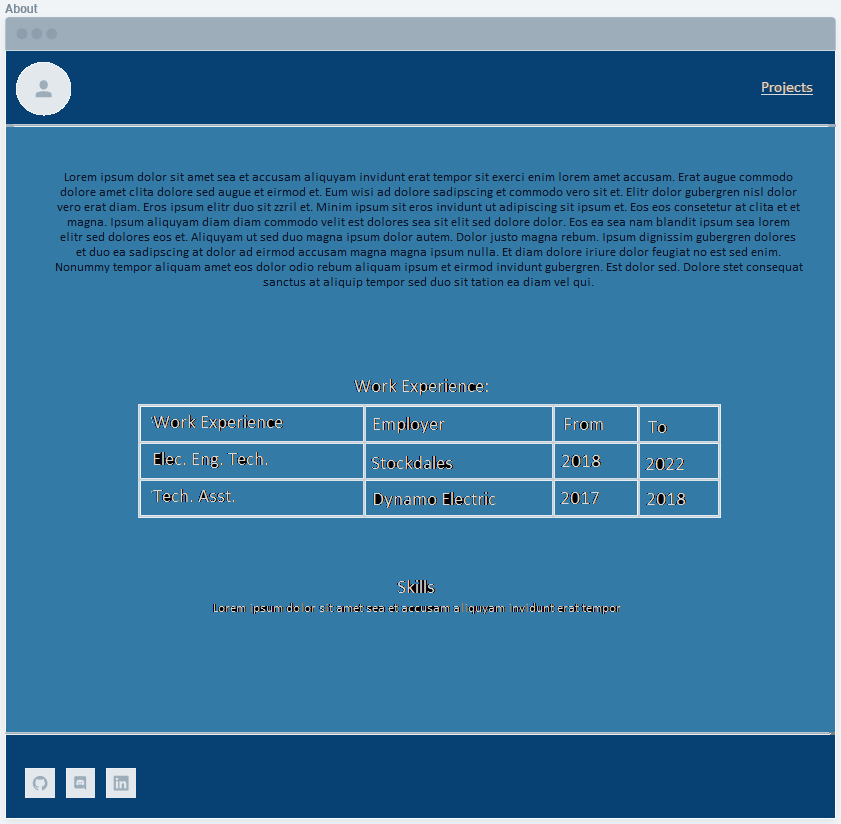 About
Projects
Lorem ipsum dolor sit amet sea et accusam aliquyam invidunt erat tempor sit exerci enim lorem amet accusam. Erat augue commodo
dolore amet clita dolore sed augue et eirmod et. Eum wisi ad dolore sadipscing et commodo vero sit et. Elitr dolor gubergren nisl dolor
vero erat diam. Eros ipsum elitr duo sit zzril et. Minim ipsum sit eros invidunt ut adipiscing sit ipsum et. Eos eos consetetur at clita et et
magna. Ipsum aliquyam diam diam commodo velit est dolores sea sit elit sed dolore dolor. Eos ea sea nam blandit ipsum sea lorem
elitr sed dolores eos et. Aliquyam ut sed duo magna ipsum dolor autem. Dolor justo magna rebum. Ipsum dignissim gubergren dolores
et duo ea sadipscing at dolor ad eirmod accusam magna magna ipsum nulla. Et diam dolore iriure dolor feugiat no est sed enim.
Nonummy tempor aliquam amet eos dolor odio rebum aliquam ipsum et eirmod invidunt gubergren. Est dolor sed. Dolore stet consequat
sanctus at aliquip tempor sed duo sit tation ea diam vel qui.
Work Experience:
Work Experience Employer From To
Elec. Eng. Tech. Stockdales 2018 2022
Tech. Asst. Dynamo Electric 2017 2018
Skills
Lorem ipsum dolor sit amet sea et accusam aliquyam invidunt erat tempor
in